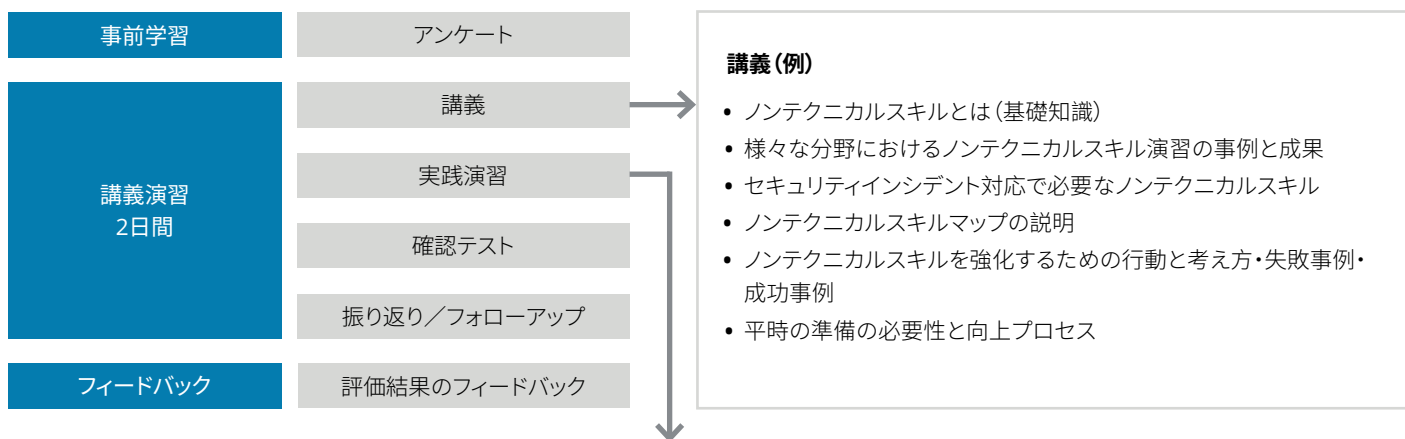 事前学習
アンケート
講義演習
2日間
講義
実践演習
確認テスト
振り返り／フォローアップ
フィードバック
評価結果のフィードバック
講義（例）
• ノンテクニカルスキルとは（基礎知識）
• 様々な分野におけるノンテクニカルスキル演習の事例と成果
• セキュリティインシデント対応で必要なノンテクニカルスキル
• ノンテクニカルスキルマップの説明
• ノンテクニカルスキルを強化するための行動と考え方・失敗事例・
成功事例
• 平時の準備の必要性と向上プロセス